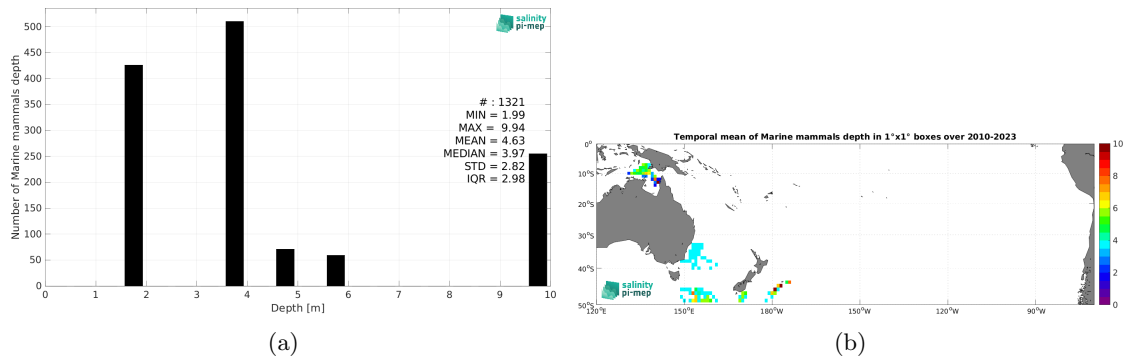 salinity
pi-mep
500
450
400
350
300
250
200
150
100
50
0
Number of Marine mammals depth
# : 1321
MIN = 1.99
MAX = 9.94
MEAN = 4.63
MEDIAN = 3.97
STD = 2.82
IQR = 2.98
0 1 2 3 4 5 6 7 8 9 10
Depth [m]
(a)
Temporal mean of Marine mammals depth in 1°x1° boxes over 2010-2023
0°
10°S
20°S
30°S
40°S
50°S
120°E 150°E 180°W 150°W 120°W 90°W
10
8
6
4
2
0
salinity
pi-mep
(b)